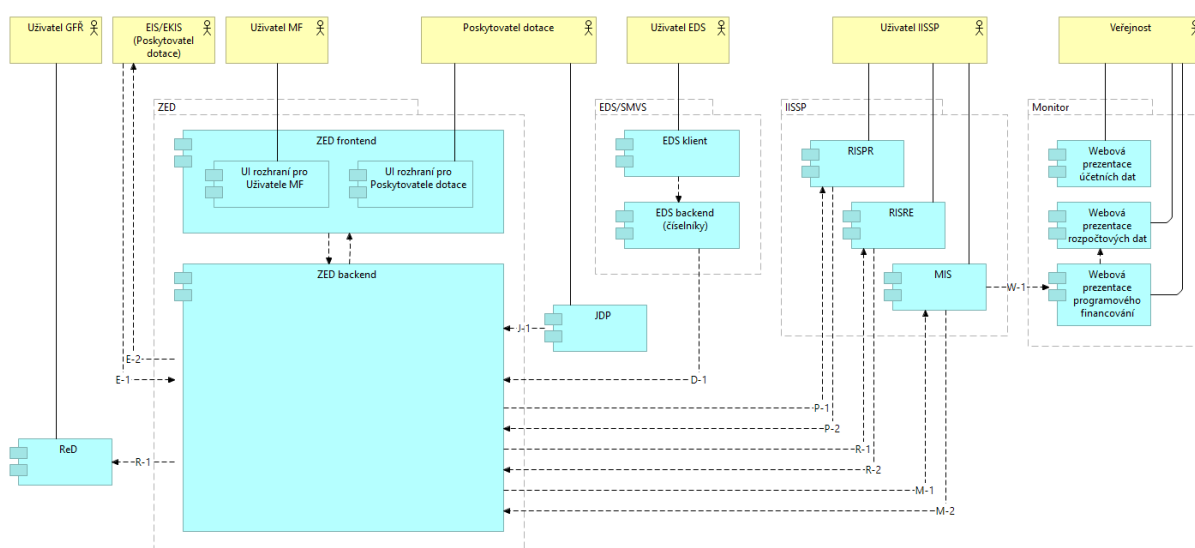 Uživatel GFŘ
EIS/EKIS
(Poskytovatel
dotace)
Uživatel MF
Poskytovatel dotace
Uživatel EDS
Uživatel IISSP
Veřejnost
ZED
EDS/SMVS
IISSP
Monitor
ZED frontend
UI rozhraní pro
Uživatele MF
UI rozhraní pro
Poskytovatele dotace
EDS klient
EDS backend
(číselníky)
RISPR
RISRE
MIS
Webová
prezentace
účetních dat
Webová
prezentace
rozpočtových dat
Webová
prezentace
programového
financování
ZED backend
JDP
W-1
J-1
E-2
E-1
D-1
P-1
P-2
ReD
R-1
R-1
R-2
M-1
M-2